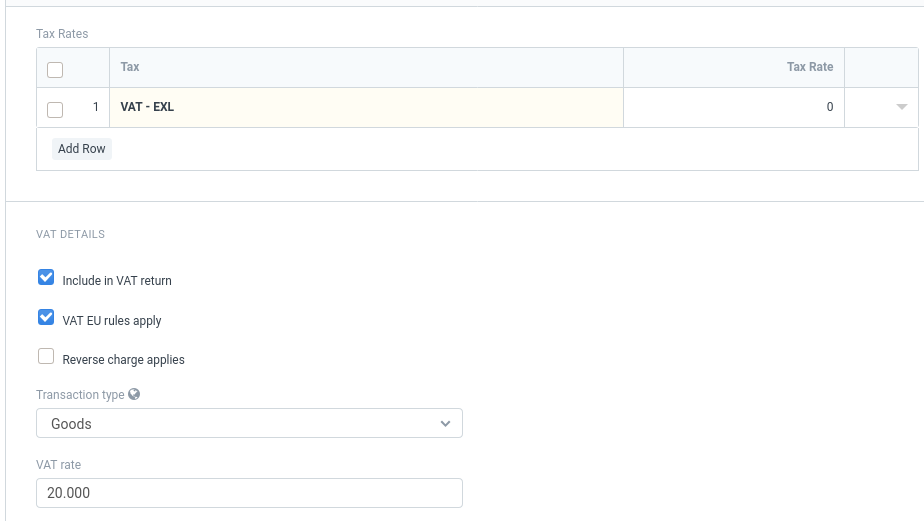 Tax Rates
Tax Tax Rate
1 VAT - EXL 0
Add Row
VAT DETAILS
Include in VAT return
VAT EU rules apply
Reverse charge applies
Transaction type
Goods
VAT rate
20.000